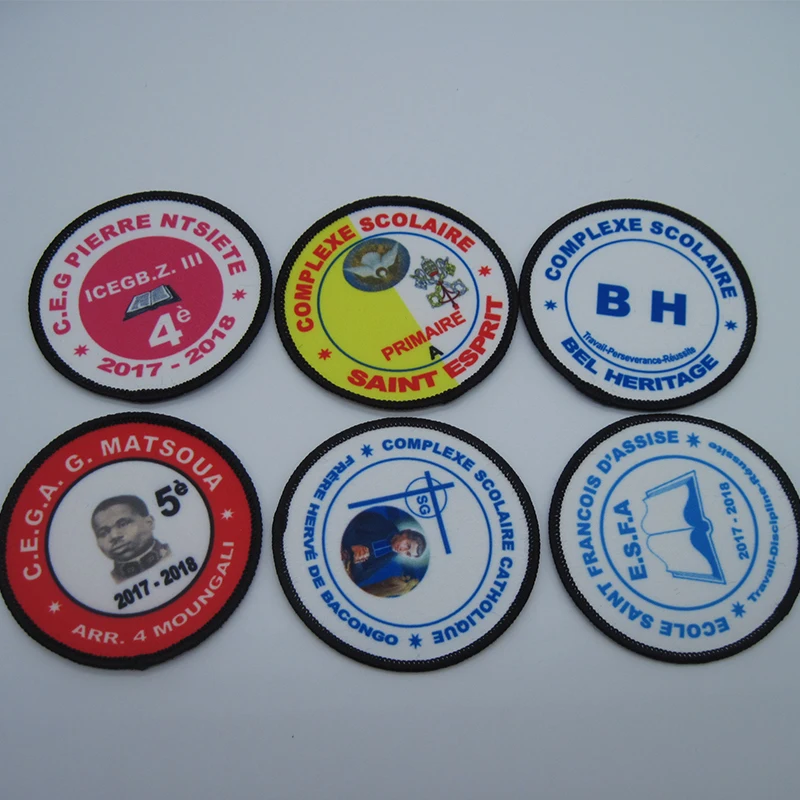 C.E.G PIERRE NTSIETE
ICEGB.Z. III
4è
2017 - 2018
COMPLEXE SCOLAIRE
PRIMAIRE
A
SAINT ESPRIT
COMPLEXE SCOLAIRE
B H
Travail-Perseverance-Réussite
BEL HERITAGE
C.E.G.A. G. MATSOUA
5è
2017 - 2018
ARR. 4 MOUNGALI
COMPLEXE SCOLAIRE CATHOLIQUE
SG
FRÈRE HERVÉ DE BACONGO
ECOLE SAINT FRANCOIS D'ASSISE
E.S.F.A
2017 - 2018
Travail-Discipline-Réussite